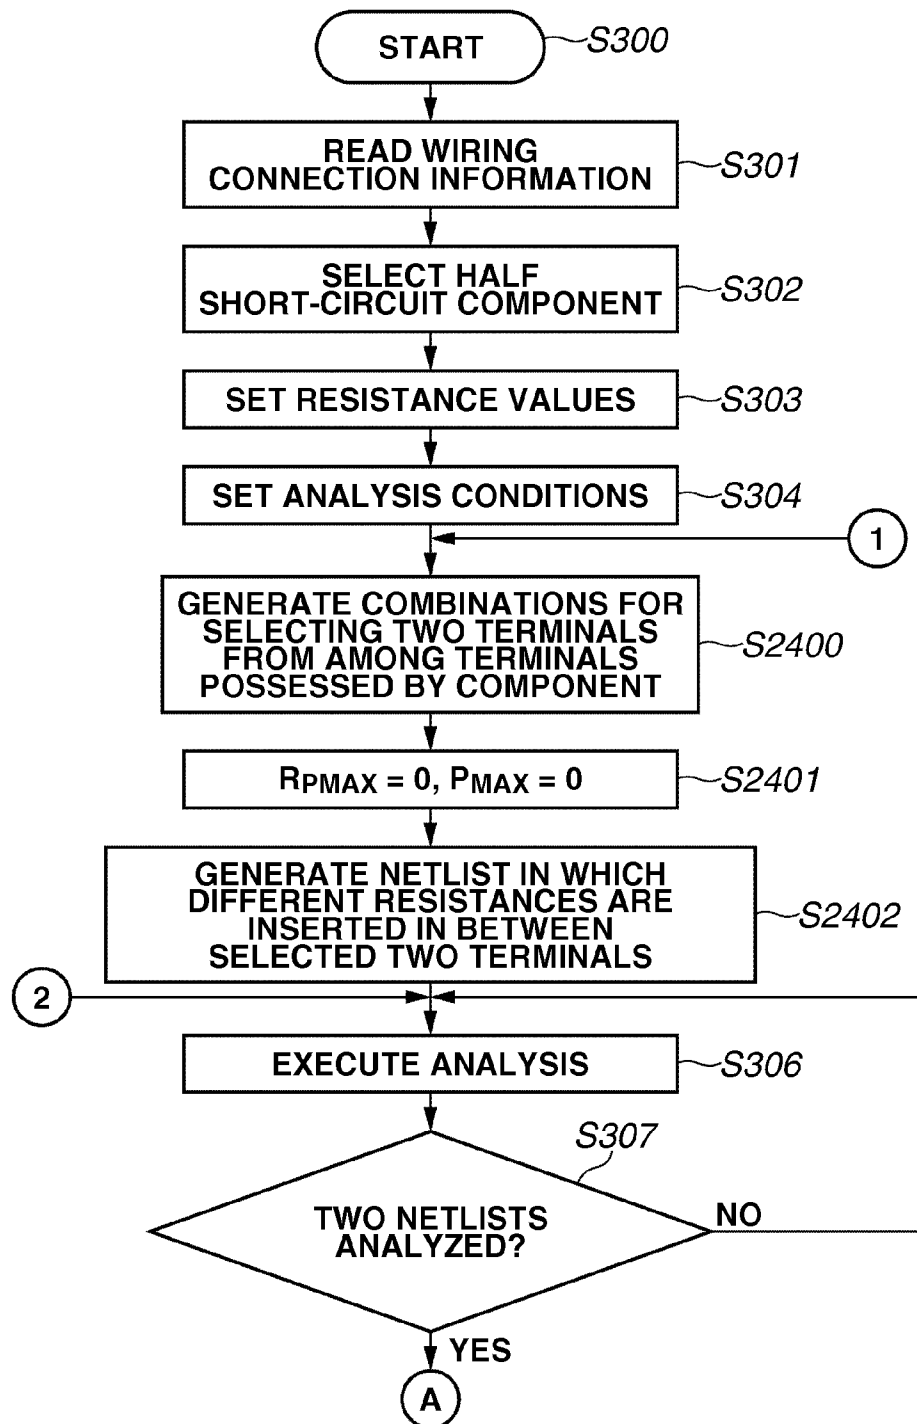 START
S300
READ WIRING
CONNECTION INFORMATION
S301
SELECT HALF
SHORT-CIRCUIT COMPONENT
S302
SET RESISTANCE VALUES
S303
SET ANALYSIS CONDITIONS
S304
1
GENERATE COMBINATIONS FOR
SELECTING TWO TERMINALS
FROM AMONG TERMINALS
POSSESSED BY COMPONENT
S2400
RPMAX = 0, PMAX = 0
S2401
GENERATE NETLIST IN WHICH
DIFFERENT RESISTANCES ARE
INSERTED IN BETWEEN
SELECTED TWO TERMINALS
S2402
2
EXECUTE ANALYSIS
S306
S307
TWO NETLISTS
ANALYZED?
NO
YES
A